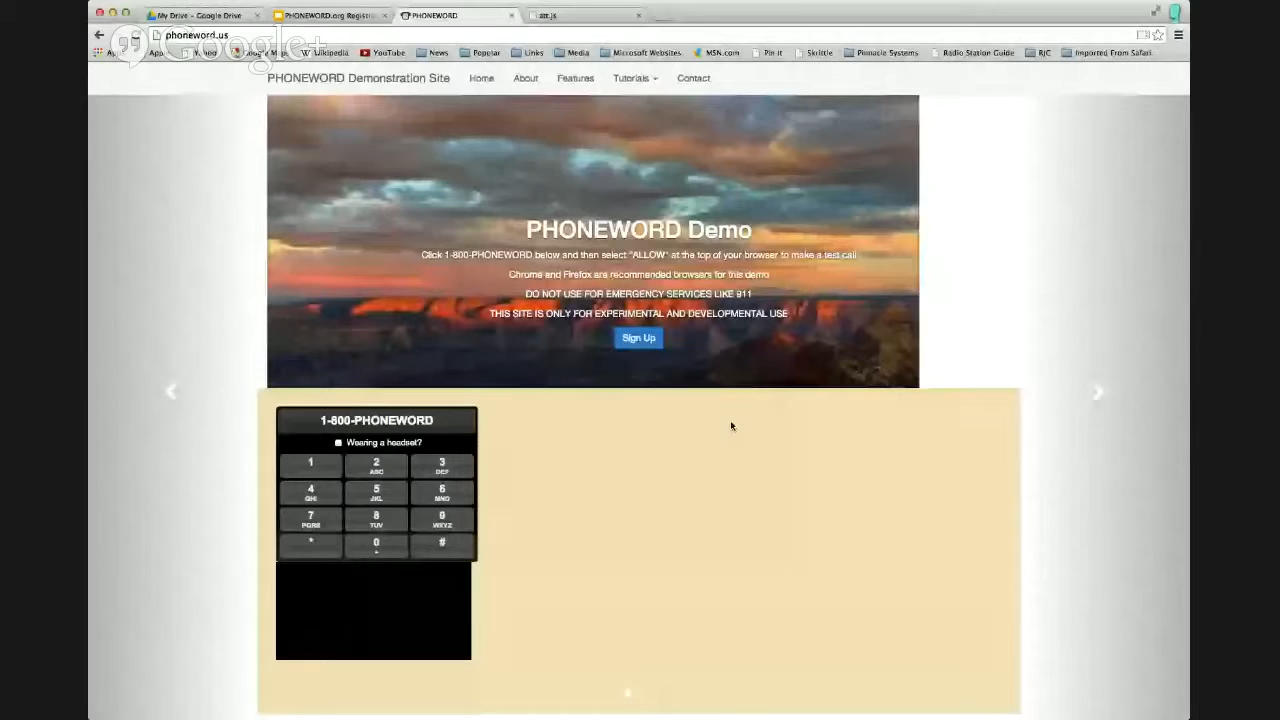 My Drive - Google Drive
PHONEWORD.org Registri
PHONEWORD
att.js
phoneword.us
Google+
Google Maps
Wikipedia
YouTube
News
Popular
Links
Media
Microsoft Websites
MSN.com
Pin It
Skrittle
Pinnacle Systems
Radio Station Guide
RJC
Imported From Safari
PHONEWORD Demonstration Site
Home
About
Features
Tutorials
Contact
PHONEWORD Demo
Click 1-800-PHONEWORD below and then select "ALLOW" at the top of your browser to make a test call
Chrome and Firefox are recommended browsers for this demo
DO NOT USE FOR EMERGENCY SERVICES LIKE 911
THIS SITE IS ONLY FOR EXPERIMENTAL AND DEVELOPMENTAL USE
Sign Up
1-800-PHONEWORD
Wearing a headset?
1
2
3
ABC
DEF
4
5
6
GHI
JKL
MNO
7
8
9
PQRS
TUV
WXYZ
*
0
#
+